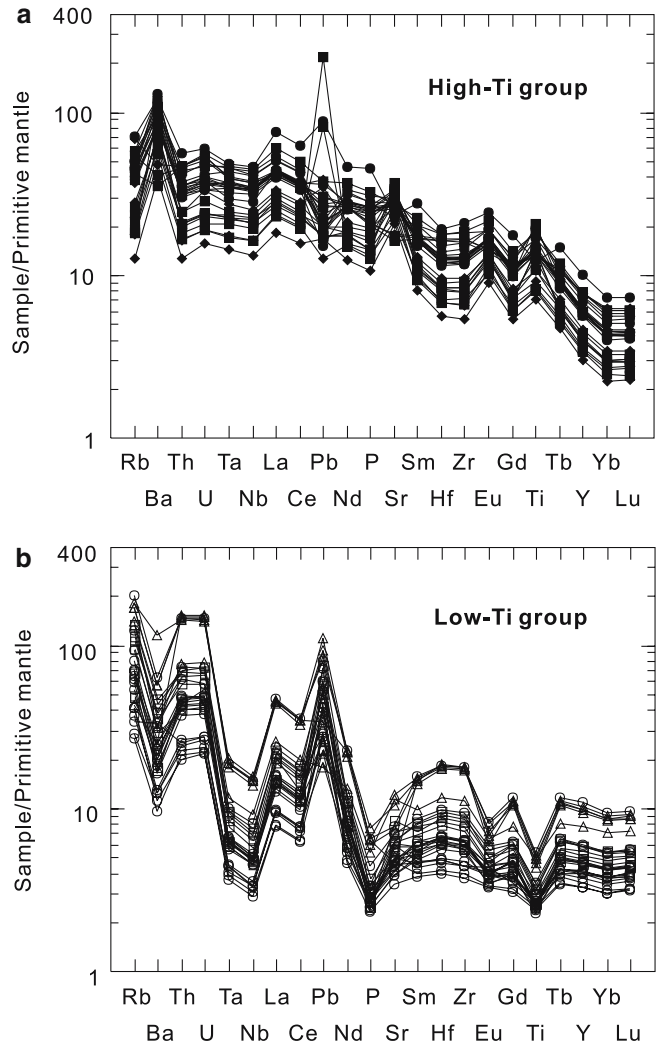 a
400
High-Ti group
100
Sample/Primitive mantle
10
1
Rb Th Ta La Pb P Sm Zr Gd Tb Yb
Ba U Nb Ce Nd Sr Hf Eu Ti Y Lu
b
400
Low-Ti group
100
Sample/Primitive mantle
10
1
Rb Th Ta La Pb P Sm Zr Gd Tb Yb
Ba U Nb Ce Nd Sr Hf Eu Ti Y Lu